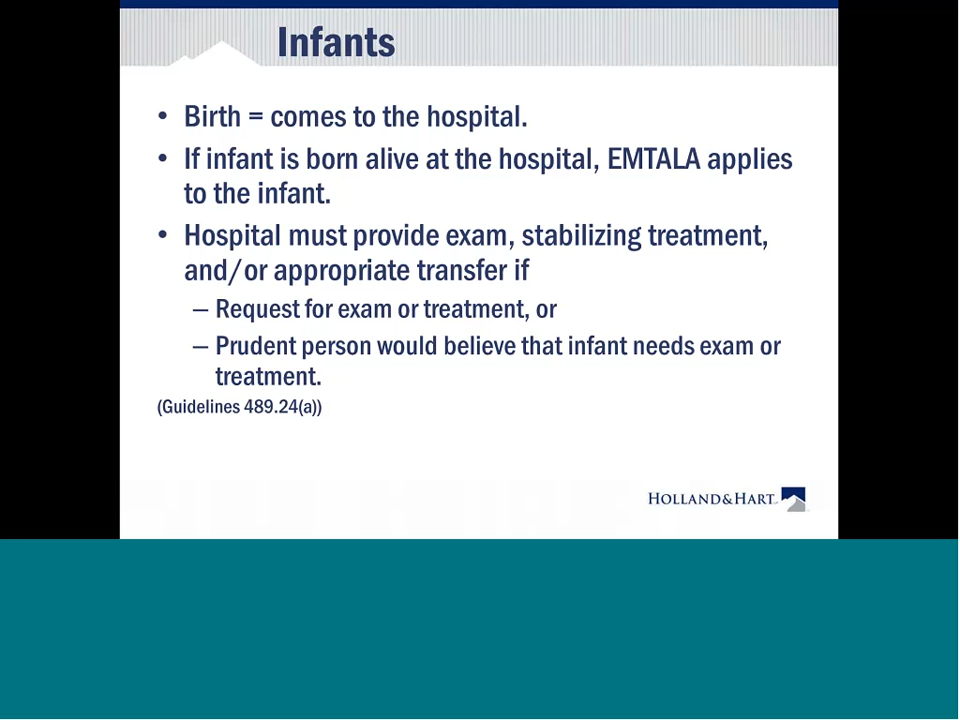 Infants
• Birth = comes to the hospital.
• If infant is born alive at the hospital, EMTALA applies
to the infant.
• Hospital must provide exam, stabilizing treatment,
and/or appropriate transfer if
– Request for exam or treatment, or
– Prudent person would believe that infant needs exam or
treatment.
(Guidelines 489.24(a))
HOLLAND&HART